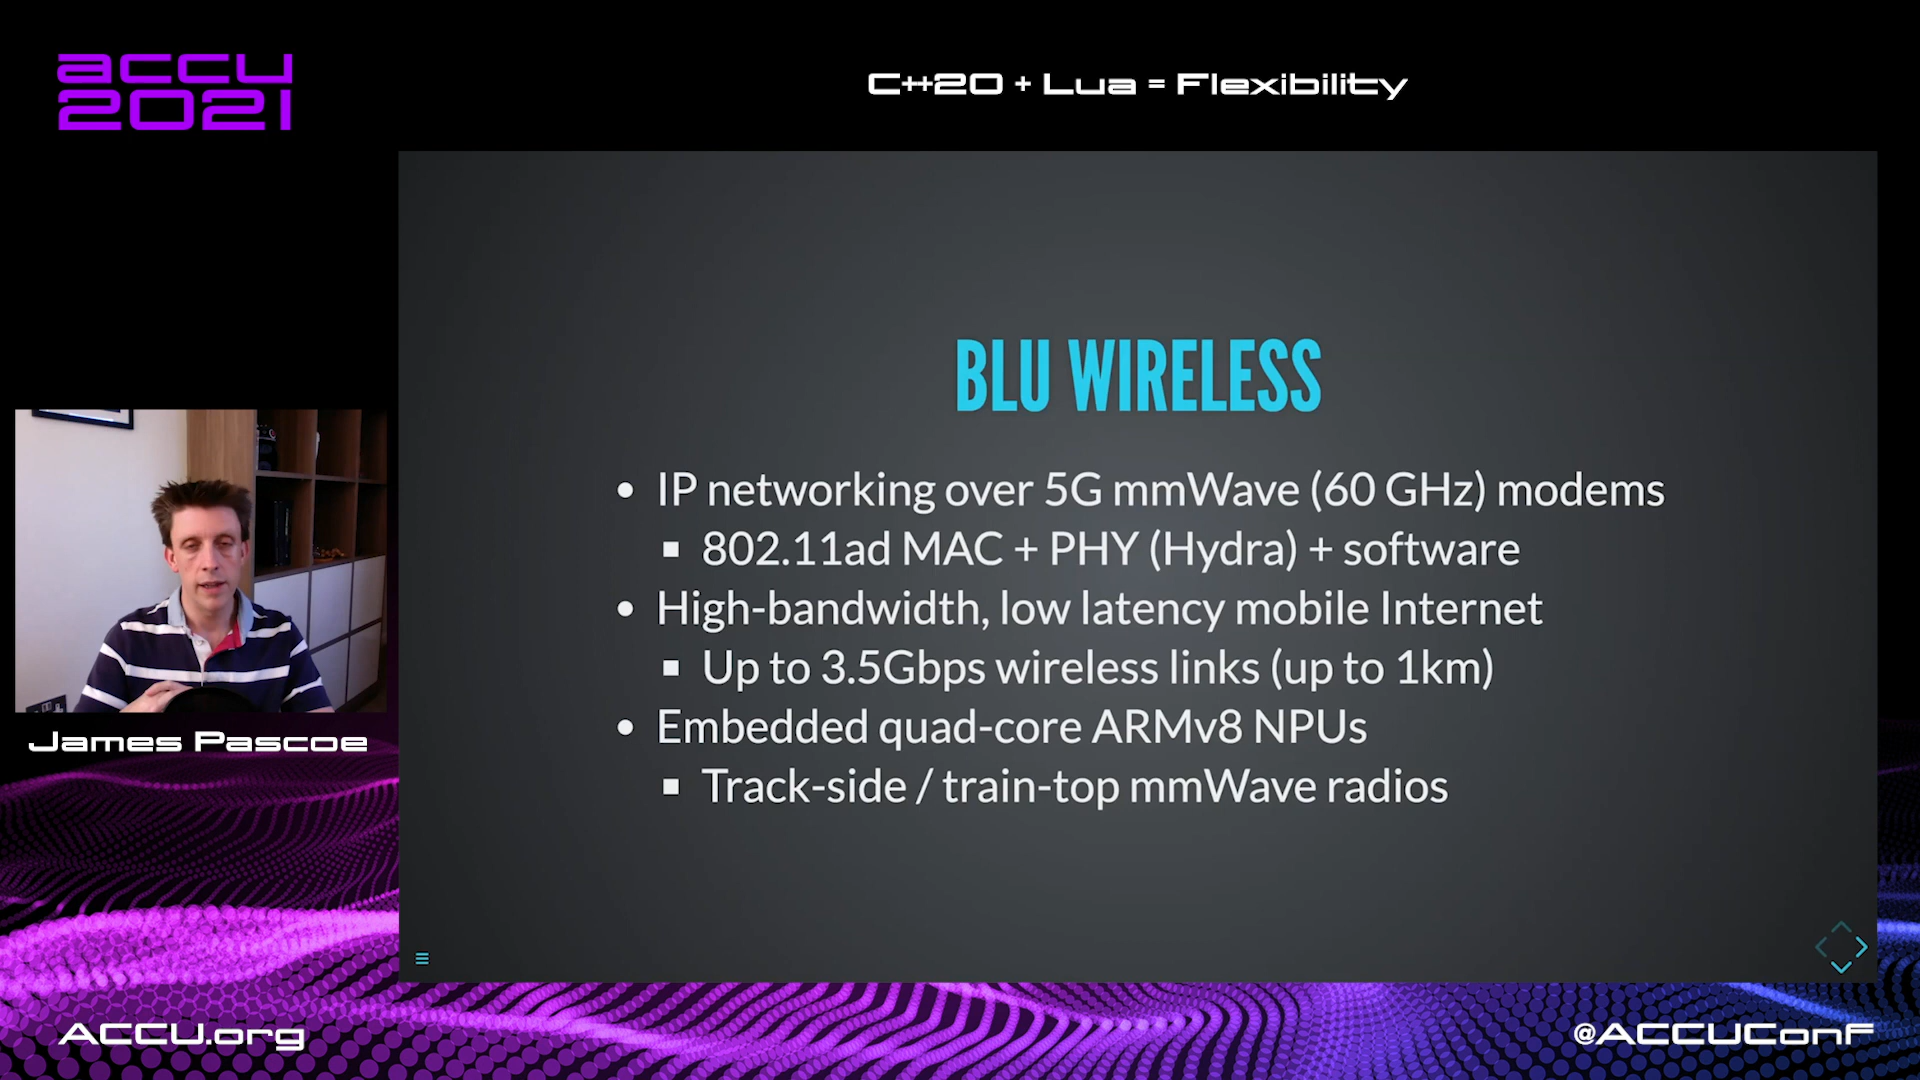 accu
2021
C++20 + Lua = Flexibility
BLU WIRELESS
IP networking over 5G mmWave (60 GHz) modems
802.11ad MAC + PHY (Hydra) + software
High-bandwidth, low latency mobile Internet
Up to 3.5Gbps wireless links (up to 1km)
Embedded quad-core ARMv8 NPUs
Track-side / train-top mmWave radios
James Pascoe
ACCU.org
@ACCUConf